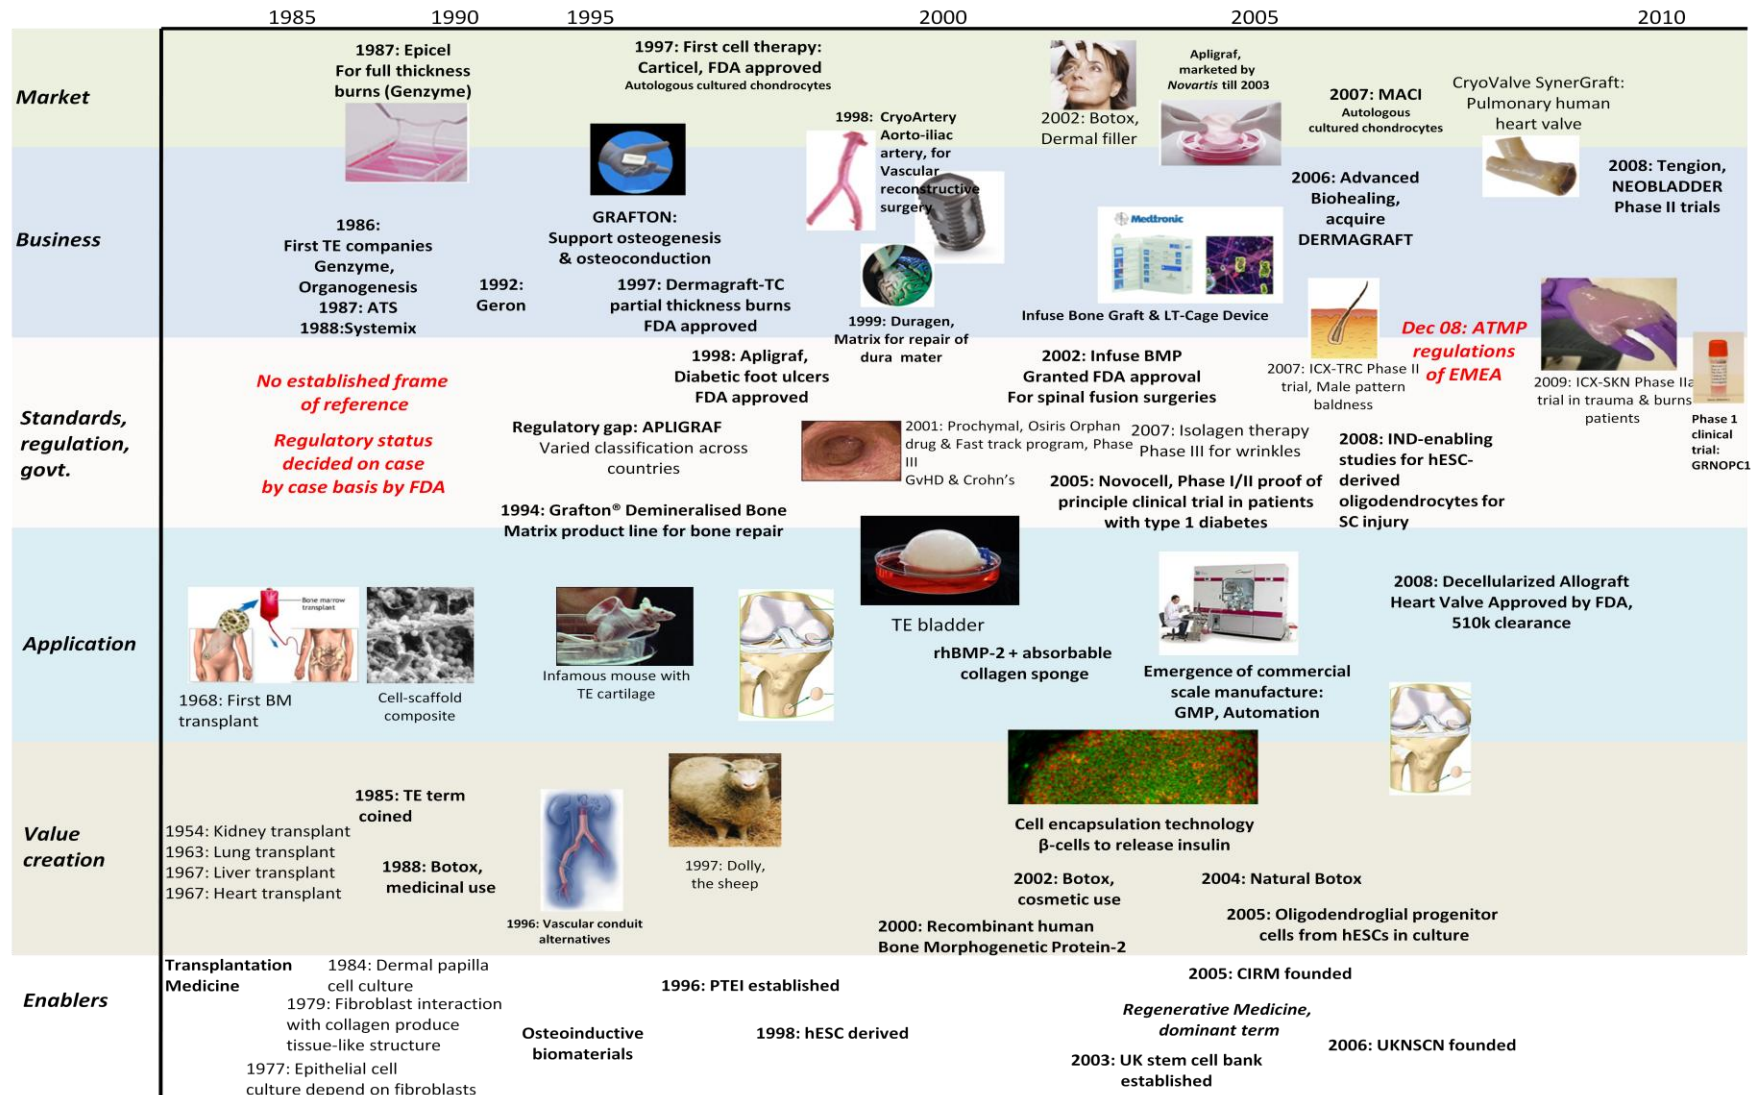 1985
1990
1995
2000
2005
2010
Market
1987: Epicel
For full thickness
burns (Genzyme)
1997: First cell therapy:
Carticel, FDA approved
Autologous cultured chondrocytes
1998: CryoArtery
Aorto-iliac
artery, for
Vascular
reconstructive
surgery
2002: Botox,
Dermal filler
Apligraf,
marketed by
Novartis till 2003
2007: MACI
Autologous
cultured chondrocytes
CryoValve SynerGraft:
Pulmonary human
heart valve
Business
1986:
First TE companies
Genzyme,
Organogenesis
1987: ATS
1988:Systemix
1992:
Geron
GRAFTON:
Support osteogenesis
& osteoconduction
1997: Dermagraft-TC
partial thickness burns
FDA approved
1999: Duragen,
Matrix for repair of
dura mater
Medtronic
Infuse Bone Graft & LT-Cage Device
2006: Advanced
Biohealing,
acquire
DERMAGRAFT
2008: Tengion,
NEOBLADDER
Phase II trials
Standards,
regulation,
govt.
No established frame
of reference
Regulatory status
decided on case
by case basis by FDA
1998: Apligraf,
Diabetic foot ulcers
FDA approved
Regulatory gap: APLIGRAF
Varied classification across
countries
1994: Grafton® Demineralised Bone
Matrix product line for bone repair
2002: Infuse BMP
Granted FDA approval
For spinal fusion surgeries
2001: Prochymal, Osiris Orphan
drug & Fast track program, Phase
III
GvHD & Crohn's
2007: Isolagen therapy
Phase III for wrinkles
2005: Novocell, Phase I/II proof of
principle clinical trial in patients
with type 1 diabetes
2007: ICX-TRC Phase II
trial, Male pattern
baldness
Dec 08: ATMP
regulations
of EMEA
2008: IND-enabling
studies for hESC-
derived
oligodendrocytes for
SC injury
2009: ICX-SKN Phase IIa
trial in trauma & burns
patients
Phase 1
clinical
trial:
GRNOPC1
Application
Bone marrow
transplant
1968: First BM
transplant
Cell-scaffold
composite
Infamous mouse with
TE cartilage
TE bladder
rhBMP-2 + absorbable
collagen sponge
Emergence of commercial
scale manufacture:
GMP, Automation
2008: Decellularized Allograft
Heart Valve Approved by FDA,
510k clearance
Value
creation
1985: TE term
coined
1954: Kidney transplant
1963: Lung transplant
1967: Liver transplant
1967: Heart transplant
1988: Botox,
medicinal use
1996: Vascular conduit
alternatives
1997: Dolly,
the sheep
Cell encapsulation technology
β-cells to release insulin
2002: Botox,
cosmetic use
2000: Recombinant human
Bone Morphogenetic Protein-2
2004: Natural Botox
2005: Oligodendroglial progenitor
cells from hESCs in culture
Enablers
Transplantation
Medicine
1984: Dermal papilla
cell culture
1979: Fibroblast interaction
with collagen produce
tissue-like structure
1977: Epithelial cell
culture depend on fibroblasts
Osteoinductive
biomaterials
1996: PTEI established
1998: hESC derived
2005: CIRM founded
Regenerative Medicine,
dominant term
2003: UK stem cell bank
established
2006: UKNSCN founded